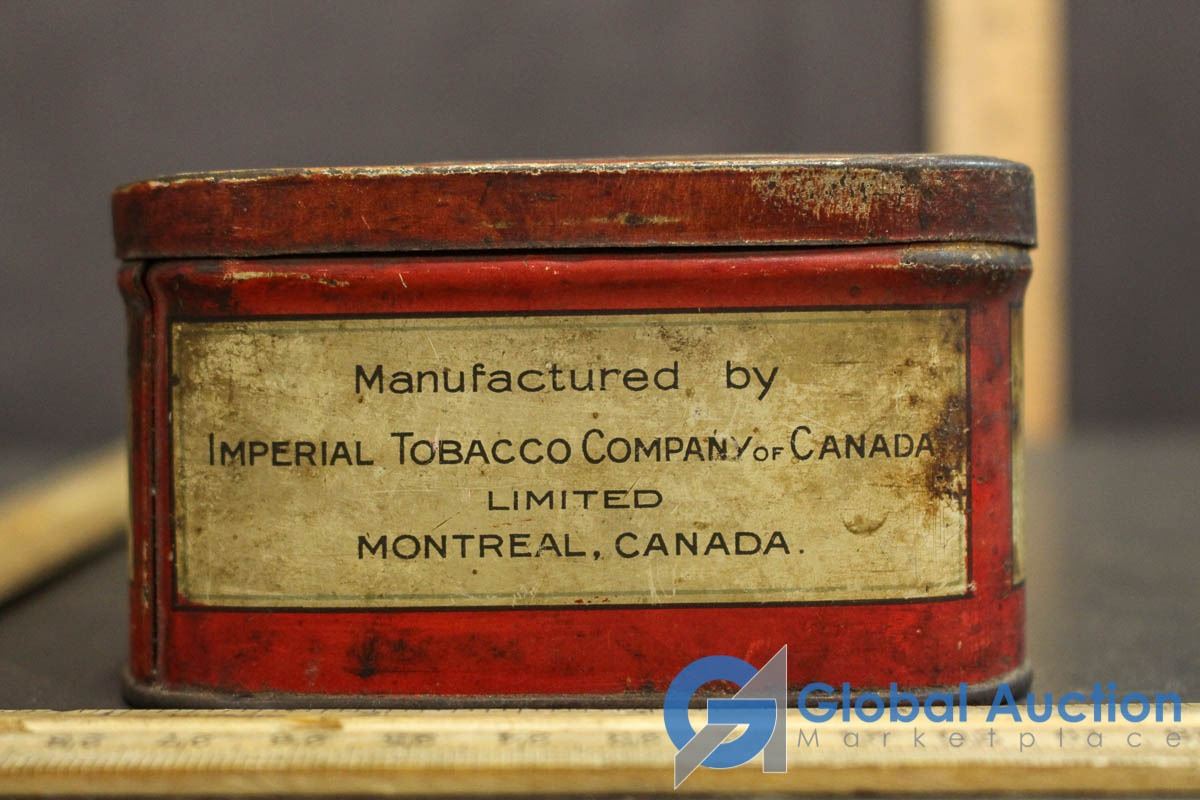 Manufactured by
IMPERIAL TOBACCO COMPANY OF CANADA
LIMITED
MONTREAL, CANADA.
Global Auction
Marketplace